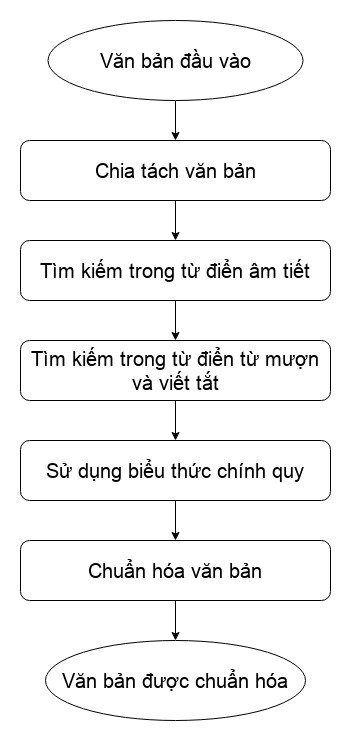 Văn bản đầu vào
Chia tách văn bản
Tìm kiếm trong từ điển âm tiết
Tìm kiếm trong từ điển từ mượn
và viết tắt
Sử dụng biểu thức chính quy
Chuẩn hóa văn bản
Văn bản được chuẩn hóa